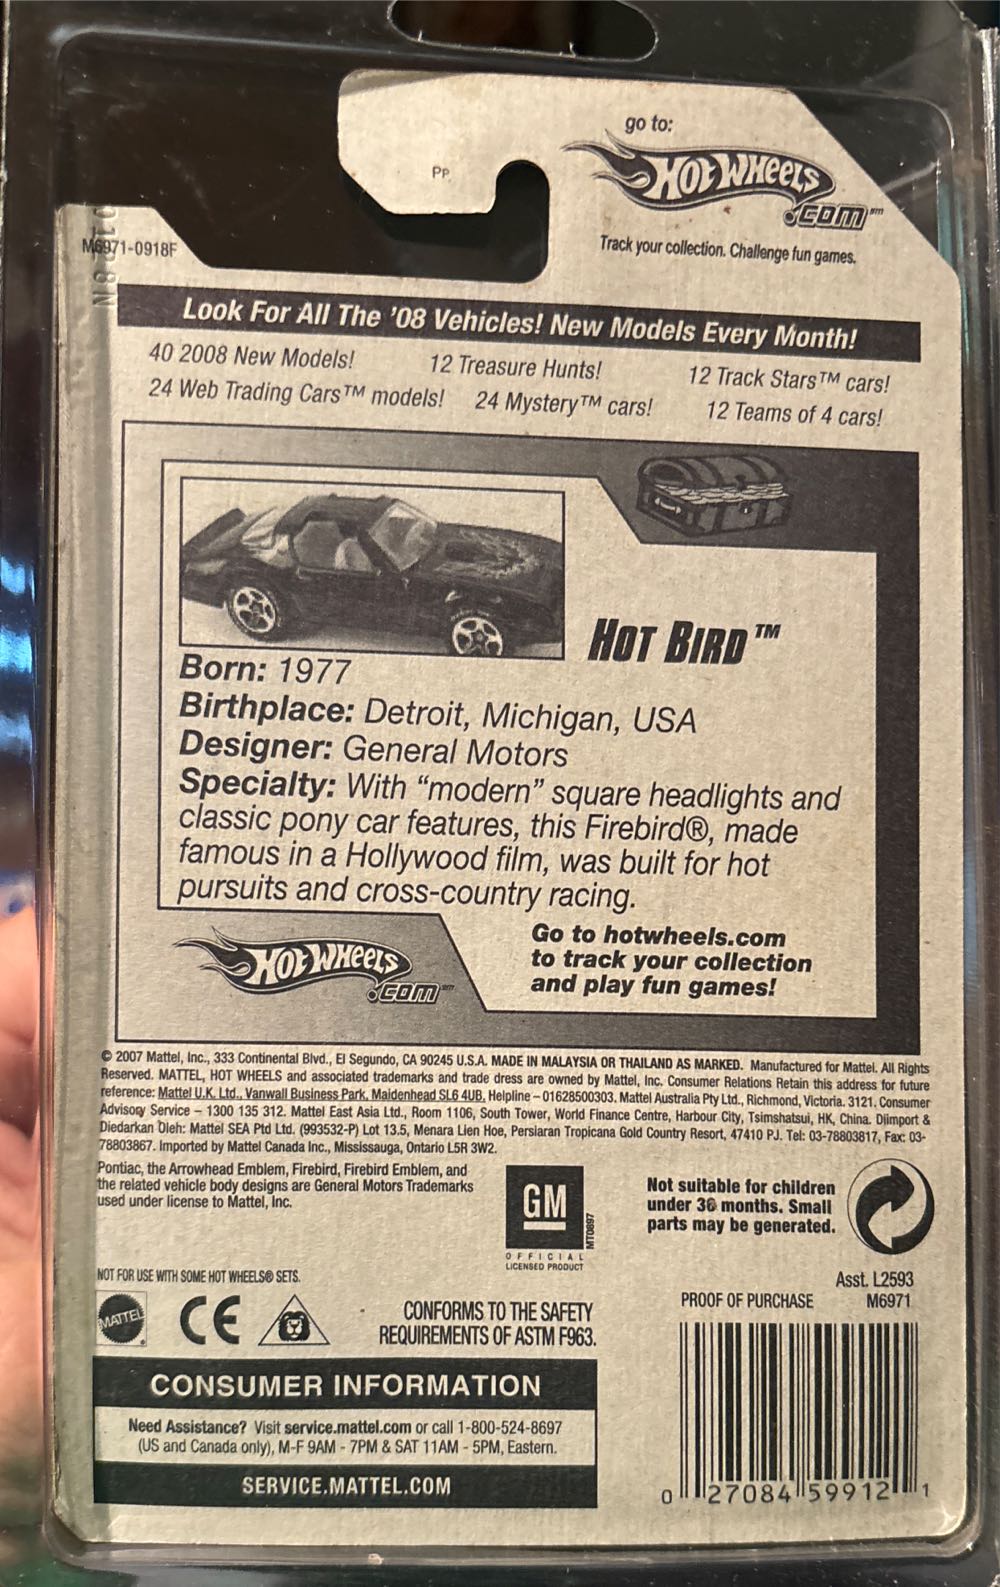 go to:
HOT WHEELS
.COM℠
Track your collection. Challenge fun games.
PP
M6971-0918F
Look For All The '08 Vehicles! New Models Every Month!
40 2008 New Models! 12 Treasure Hunts! 12 Track Stars™ cars!
24 Web Trading Cars™ models! 24 Mystery™ cars! 12 Teams of 4 cars!
HOT BIRD™
Born: 1977
Birthplace: Detroit, Michigan, USA
Designer: General Motors
Specialty: With “modern” square headlights and
classic pony car features, this Firebird®, made
famous in a Hollywood film, was built for hot
pursuits and cross-country racing.
HOT WHEELS
.COM℠
Go to hotwheels.com
to track your collection
and play fun games!
© 2007 Mattel, Inc., 333 Continental Blvd., El Segundo, CA 90245 U.S.A. MADE IN MALAYSIA OR THAILAND AS MARKED. Manufactured for Mattel. All Rights
Reserved. MATTEL, HOT WHEELS and associated trademarks and trade dress are owned by Mattel, Inc. Consumer Relations Retain this address for future
reference: Mattel U.K. Ltd., Vanwall Business Park, Maidenhead SL6 4UB. Helpline – 01628500303. Mattel Australia Pty Ltd., Richmond, Victoria. 3121. Consumer
Advisory Service – 1300 135 312. Mattel East Asia Ltd., Room 1106, South Tower, World Finance Centre, Harbour City, Tsimshatsui, HK, China. Diimport &
Diedarkan Oleh: Mattel SEA Ptd Ltd. (993532-P) Lot 13.5, Menara Lien Hoe, Persiaran Tropicana Gold Country Resort, 47410 PJ. Tel: 03-78803817, Fax: 03-
78803867. Imported by Mattel Canada Inc., Mississauga, Ontario L5R 3W2.
Pontiac, the Arrowhead Emblem, Firebird, Firebird Emblem, and
the related vehicle body designs are General Motors Trademarks
used under license to Mattel, Inc.
GM
OFFICIAL
LICENSED PRODUCT
MT0897
Not suitable for children
under 36 months. Small
parts may be generated.
NOT FOR USE WITH SOME HOT WHEELS® SETS.
MATTEL
CE
CONFORMS TO THE SAFETY
REQUIREMENTS OF ASTM F963.
Asst. L2593
PROOF OF PURCHASE M6971
CONSUMER INFORMATION
Need Assistance? Visit service.mattel.com or call 1-800-524-8697
(US and Canada only), M-F 9AM - 7PM & SAT 11AM - 5PM, Eastern.
SERVICE.MATTEL.COM
0 27084 59912 1